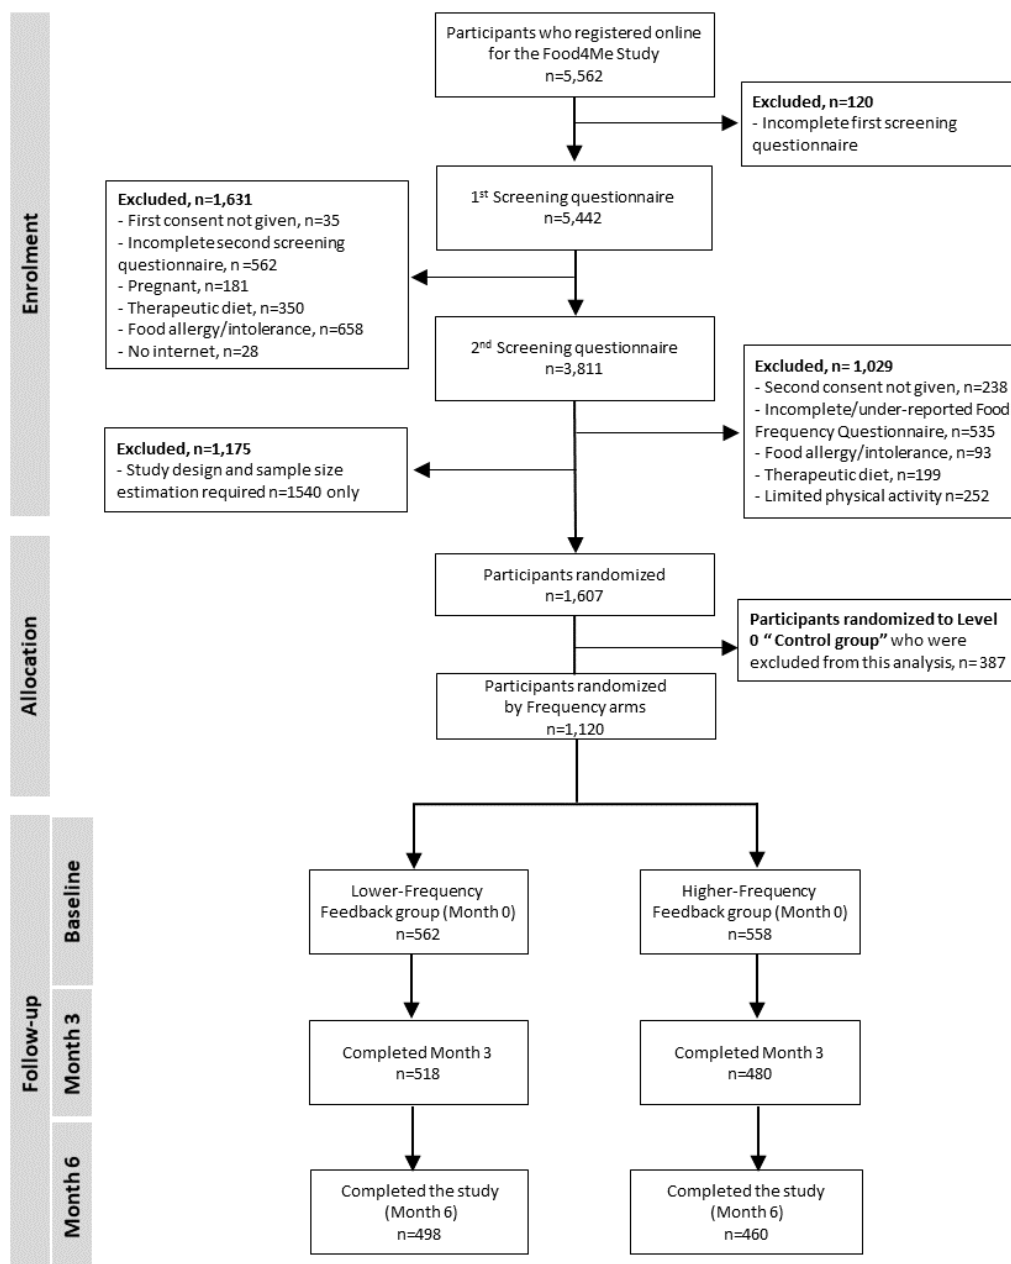 Enrolment
Participants who registered online
for the Food4Me Study
n=5,562
Excluded, n=120
- Incomplete first screening
questionnaire
1st Screening questionnaire
n=5,442
Excluded, n=1,631
- First consent not given, n=35
- Incomplete second screening
questionnaire, n =562
- Pregnant, n=181
- Therapeutic diet, n=350
- Food allergy/intolerance, n=658
- No internet, n=28
2nd Screening questionnaire
n=3,811
Excluded, n= 1,029
- Second consent not given, n=238
- Incomplete/under-reported Food
Frequency Questionnaire, n=535
- Food allergy/intolerance, n=93
- Therapeutic diet, n=199
- Limited physical activity n=252
Excluded, n=1,175
- Study design and sample size
estimation required n=1540 only
Allocation
Participants randomized
n=1,607
Participants randomized to Level
0 “ Control group” who were
excluded from this analysis, n= 387
Participants randomized
by Frequency arms
n=1,120
Follow-up
Baseline
Lower-Frequency
Feedback group (Month 0)
n=562
Higher-Frequency
Feedback group (Month 0)
n=558
Month 3
Completed Month 3
n=518
Completed Month 3
n=480
Month 6
Completed the study
(Month 6)
n=498
Completed the study
(Month 6)
n=460